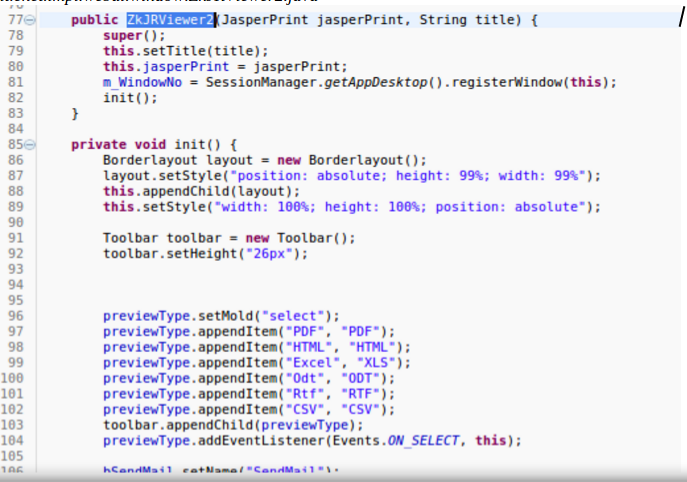 77 public ZkJRViewer2(JasperPrint jasperPrint, String title) {
78 super();
79 this.setTitle(title);
80 this.jasperPrint = jasperPrint;
81 m_WindowNo = SessionManager.getAppDesktop().registerWindow(this);
82 init();
83 }
84
85 private void init() {
86 Borderlayout layout = new Borderlayout();
87 layout.setStyle("position: absolute; height: 99%; width: 99%");
88 this.appendChild(layout);
89 this.setStyle("width: 100%; height: 100%; position: absolute");
90
91 Toolbar toolbar = new Toolbar();
92 toolbar.setHeight("26px");
93
94
95
96 previewType.setMold("select");
97 previewType.appendItem("PDF", "PDF");
98 previewType.appendItem("HTML", "HTML");
99 previewType.appendItem("Excel", "XLS");
100 previewType.appendItem("Odt", "ODT");
101 previewType.appendItem("Rtf", "RTF");
102 previewType.appendItem("CSV", "CSV");
103 toolbar.appendChild(previewType);
104 previewType.addEventListener(Events.ON_SELECT, this);
105
106 bSendMail.setName("SendMail");